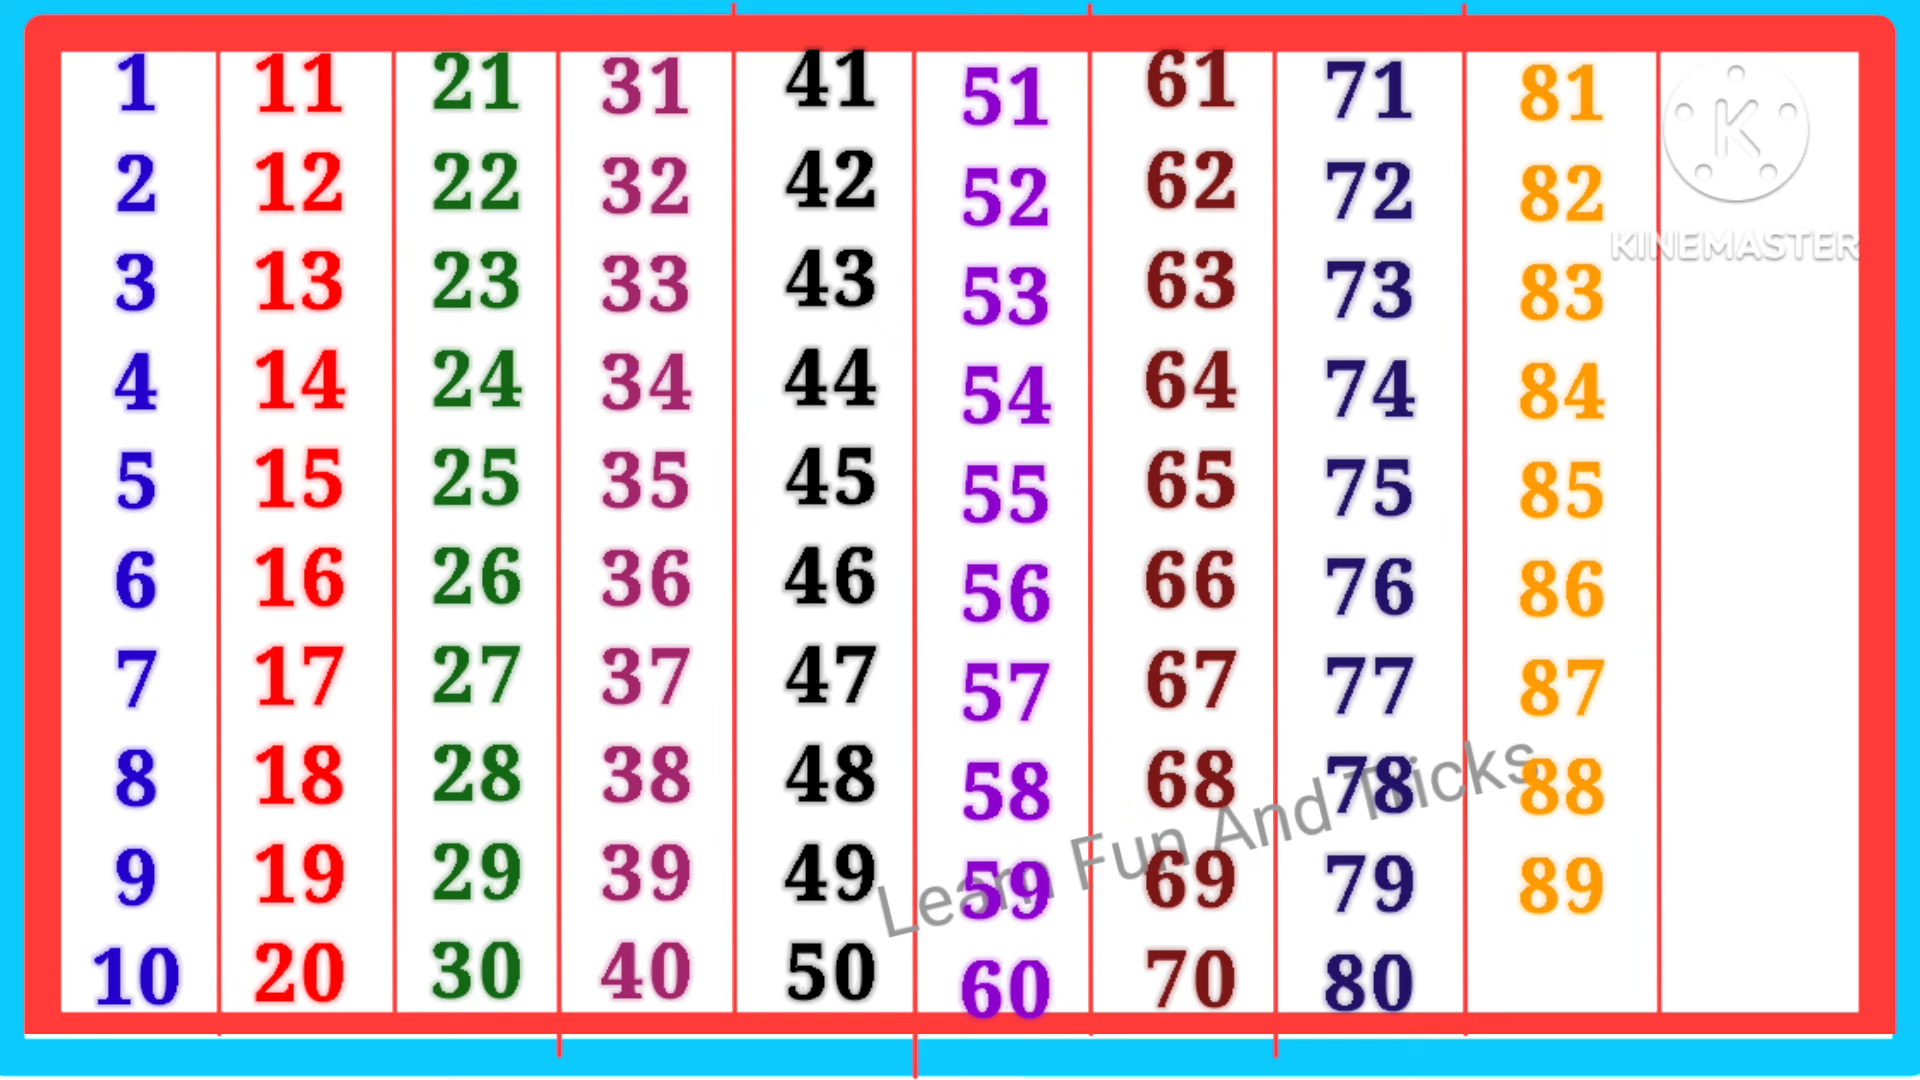 1 11 21 31 41 51 61 71 81
2 12 22 32 42 52 62 72 82
KINEMASTER
3 13 23 33 43 53 63 73 83
4 14 24 34 44 54 64 74 84
5 15 25 35 45 55 65 75 85
6 16 26 36 46 56 66 76 86
7 17 27 37 47 57 67 77 87
8 18 28 38 48 58 68 78 88
Learn Fun And Tricks
9 19 29 39 49 59 69 79 89
10 20 30 40 50 60 70 80